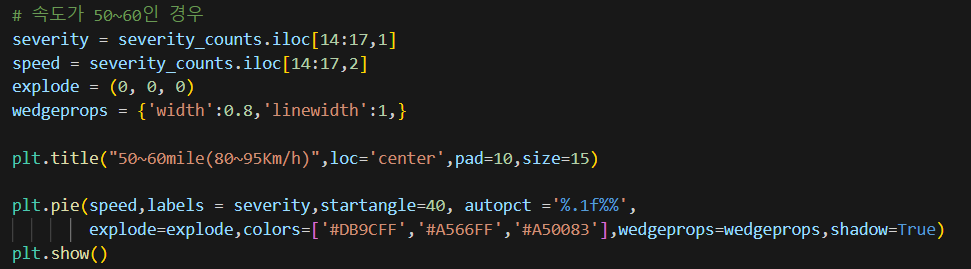 # 속도가 50~60인 경우
severity = severity_counts.iloc[14:17,1]
speed = severity_counts.iloc[14:17,2]
explode = (0, 0, 0)
wedgeprops = {'width':0.8,'linewidth':1,}
plt.title("50~60mile(80~95Km/h)",loc='center',pad=10,size=15)
plt.pie(speed,labels = severity,startangle=40, autopct ='%.1f%%',
explode=explode,colors=['#DB9CFF','#A566FF','#A50083'],wedgeprops=wedgeprops,shadow=True)
plt.show()